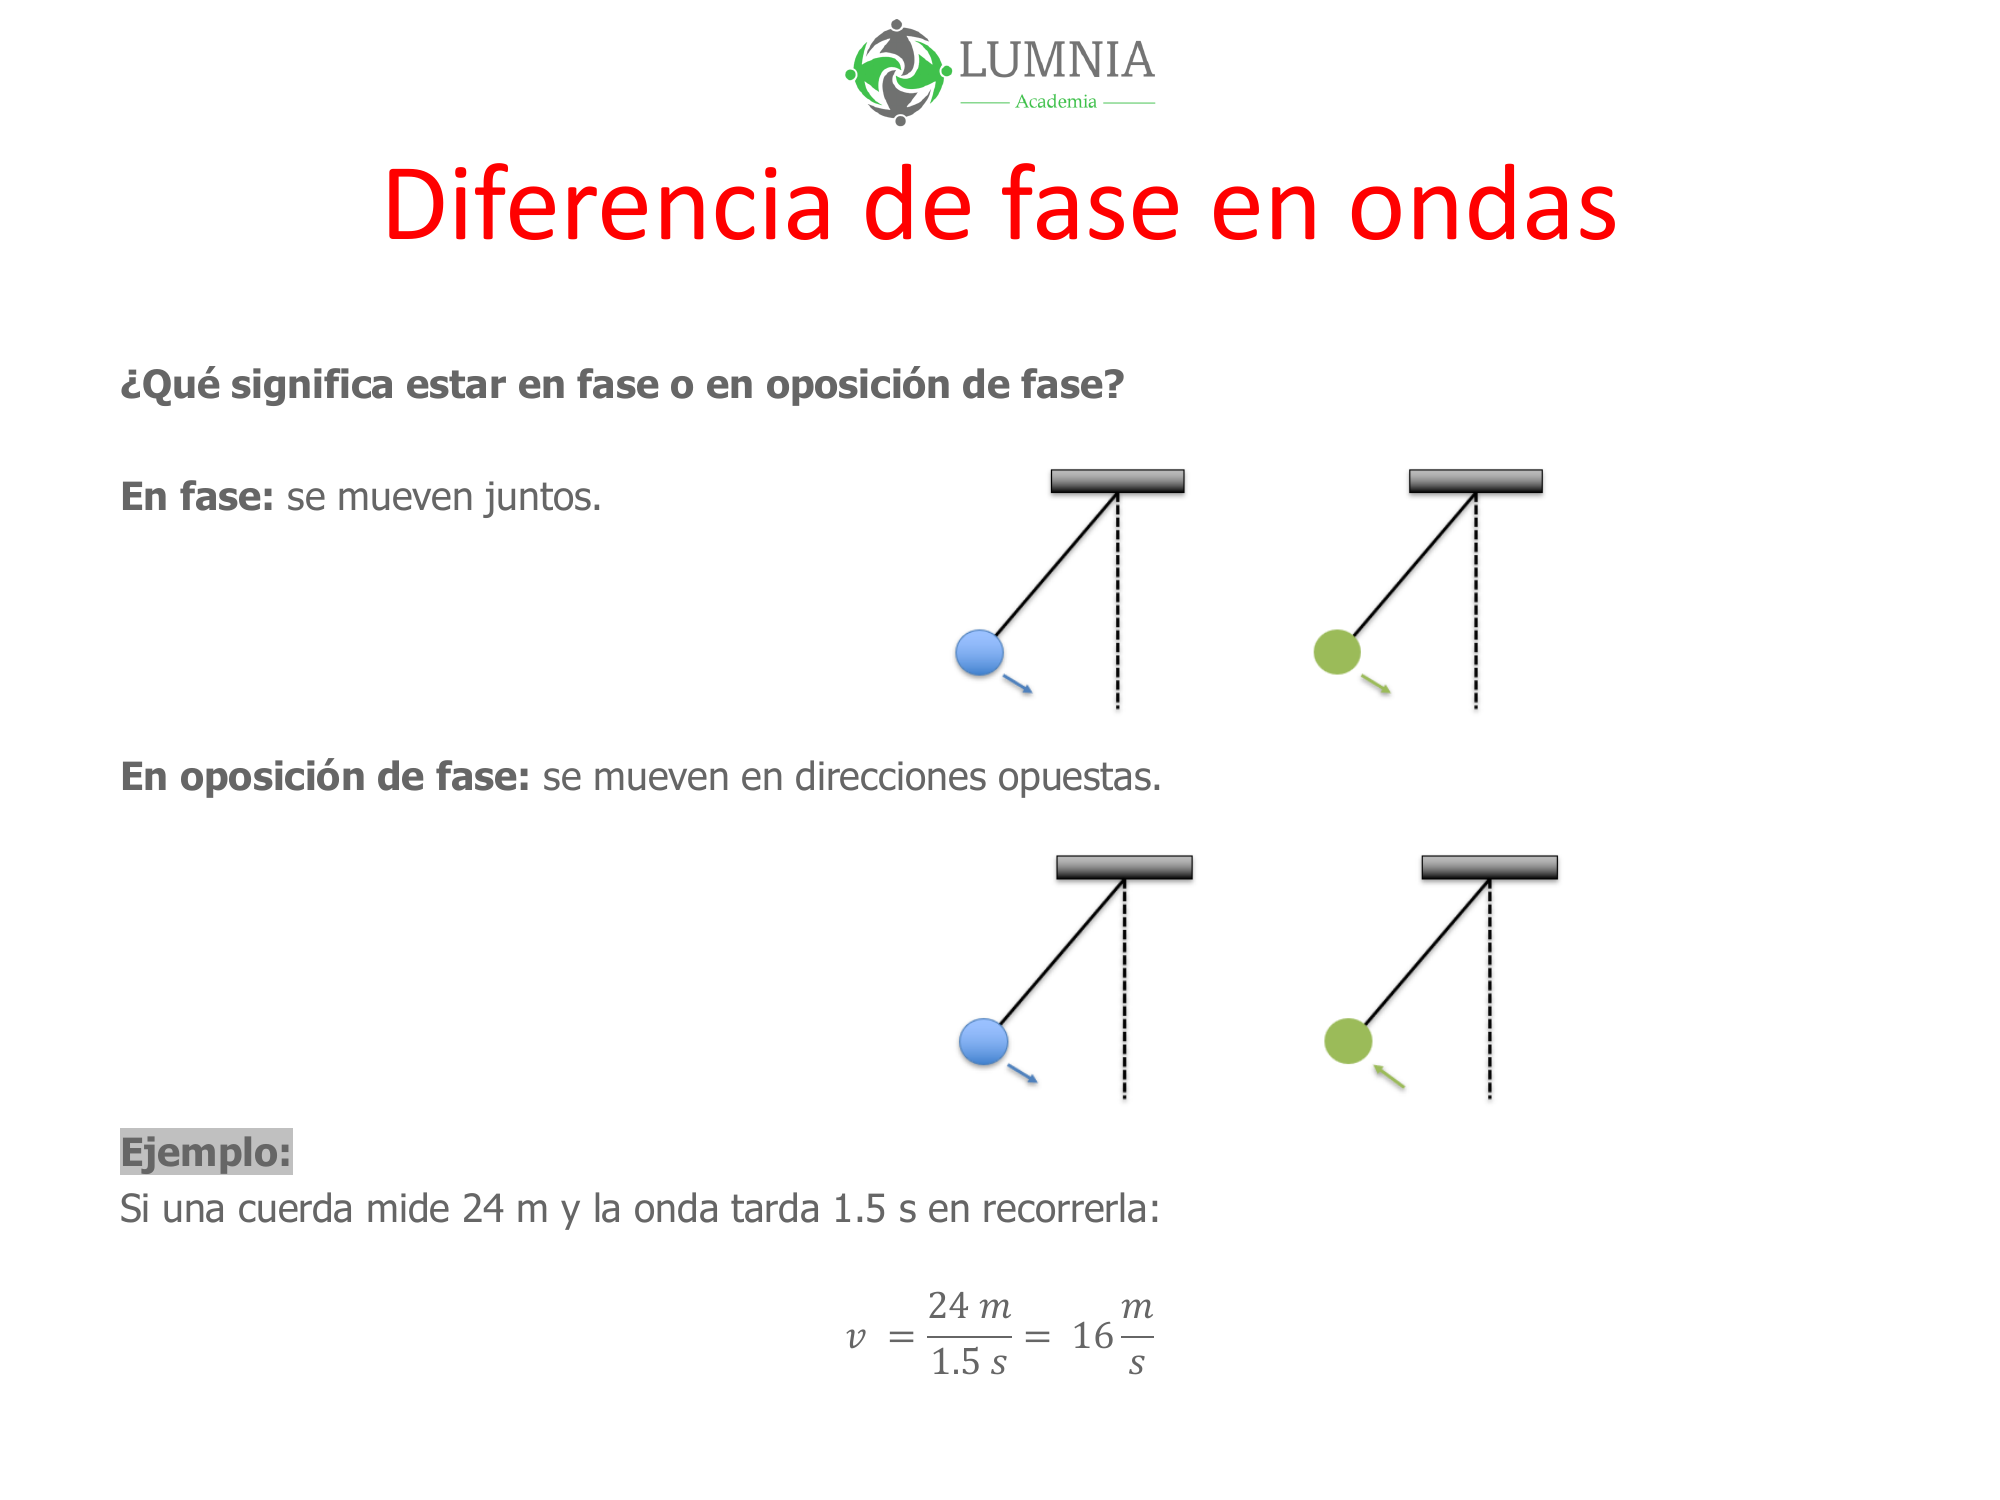 LUMNIA
Academia
Diferencia de fase en ondas
¿Qué significa estar en fase o en oposición de fase?
En fase: se mueven juntos.
En oposición de fase: se mueven en direcciones opuestas.
Ejemplo:
Si una cuerda mide 24 m y la onda tarda 1.5 s en recorrerla:
v = 24 m / 1.5 s = 16 m / s